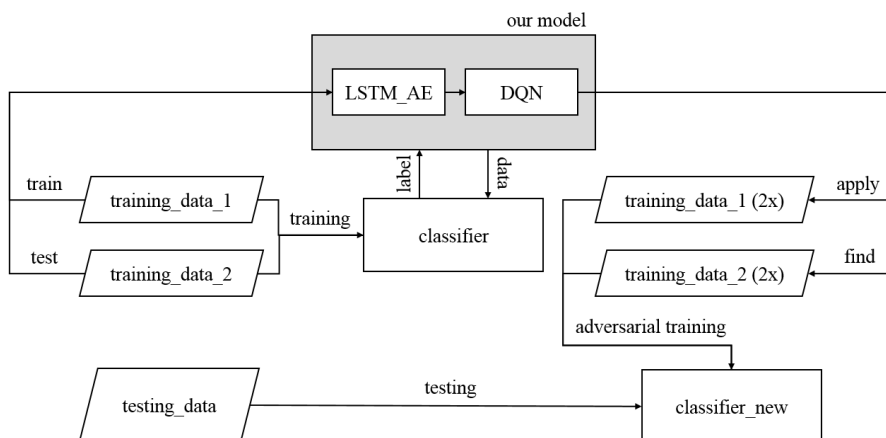 our model
LSTM_AE
DQN
label
data
train
training_data_1
training
classifier
training_data_1 (2x)
apply
test
training_data_2
training_data_2 (2x)
find
adversarial training
testing_data
testing
classifier_new